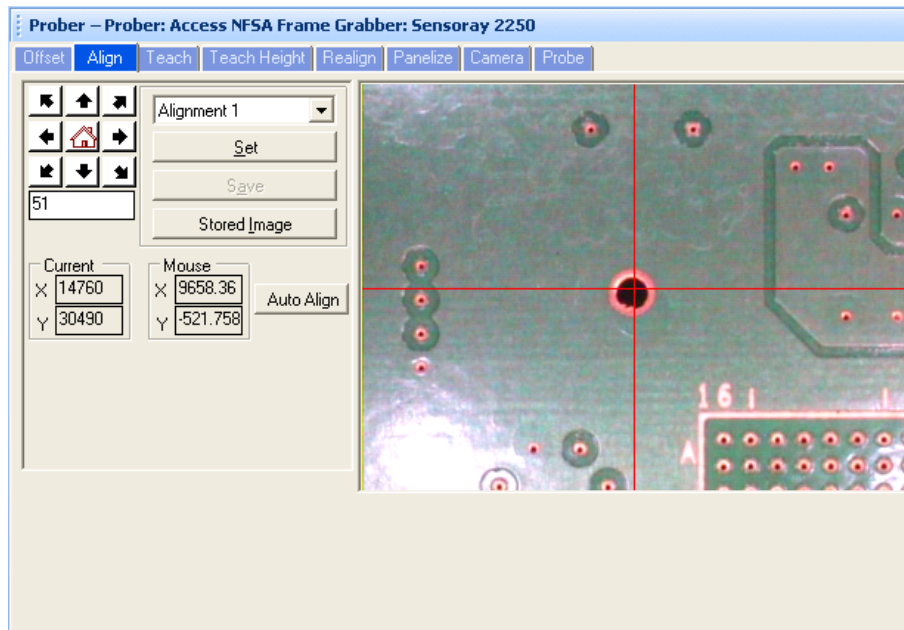 Prober – Prober: Access NFSA Frame Grabber: Sensoray 2250
Offset Align Teach Teach Height Realign Panelize Camera Probe
Alignment 1
Set
Save
51
Stored Image
Current
X 14760
Y 30490
Mouse
X 9658.36
Y -521.758
Auto Align
16
A